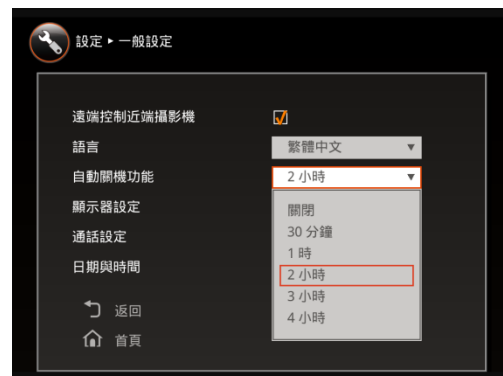 設定 ▸ 一般設定
遠端控制近端攝影機
語言 繁體中文
自動關機功能 2 小時
顯示器設定
關閉
通話設定
30 分鐘
1 時
日期與時間
2 小時
3 小時
返回
4 小時
首頁